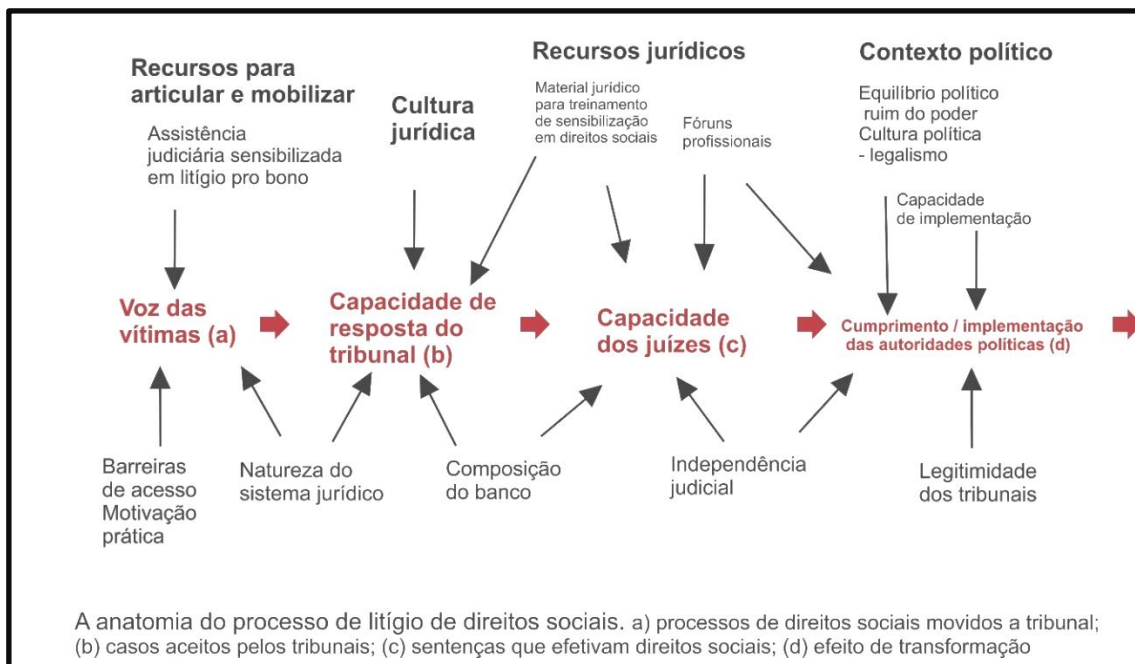 Recursos para
articular e mobilizar
Assistência
judiciária sensibilizada
em litígio pro bono
Cultura
jurídica
Recursos jurídicos
Material jurídico
para treinamento
de sensibilização
em direitos sociais
Fóruns
profissionais
Contexto político
Equilíbrio político
ruim do poder
Cultura política
- legalismo
Capacidade
de implementação
Voz das
vítimas (a)
Capacidade de
resposta do
tribunal (b)
Capacidade
dos juízes (c)
Cumprimento / implementação
das autoridades políticas (d)
Barreiras
de acesso
Motivação
prática
Natureza do
sistema jurídico
Composição
do banco
Independência
judicial
Legitimidade
dos tribunais
A anatomia do processo de litígio de direitos sociais. a) processos de direitos sociais movidos a tribunal;
(b) casos aceitos pelos tribunais; (c) sentenças que efetivam direitos sociais; (d) efeito de transformação